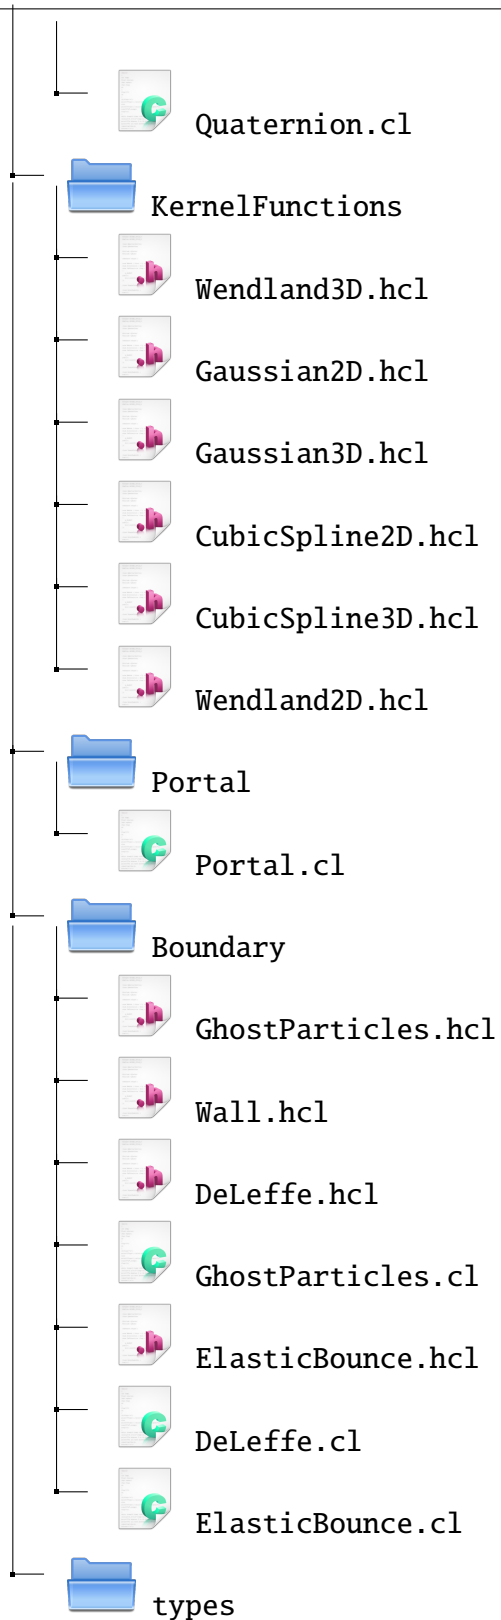 Quaternion.cl
KernelFunctions
Wendland3D.hcl
Gaussian2D.hcl
Gaussian3D.hcl
CubicSpline2D.hcl
CubicSpline3D.hcl
Wendland2D.hcl
Portal
Portal.cl
Boundary
GhostParticles.hcl
Wall.hcl
DeLeffe.hcl
GhostParticles.cl
ElasticBounce.hcl
DeLeffe.cl
ElasticBounce.cl
types